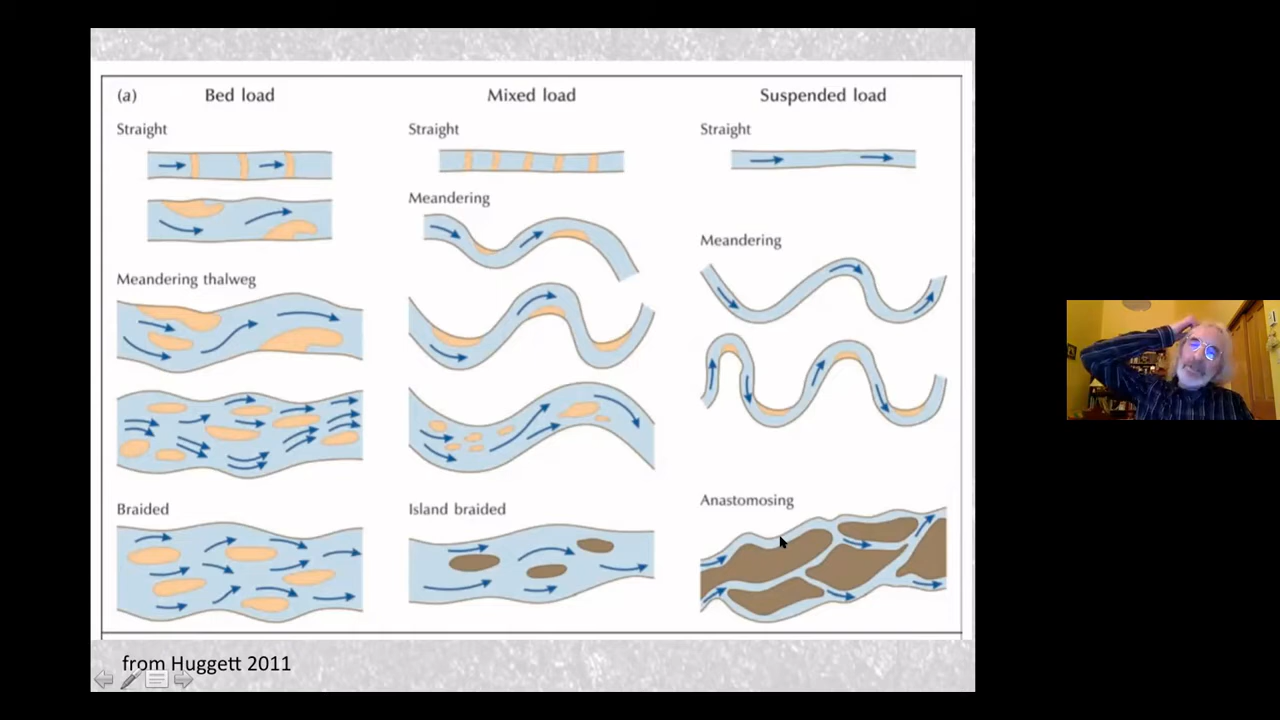 (a)
Bed load
Mixed load
Suspended load
Straight
Straight
Straight
Meandering
Meandering
Meandering thalweg
Braided
Island braided
Anastomosing
from Huggett 2011